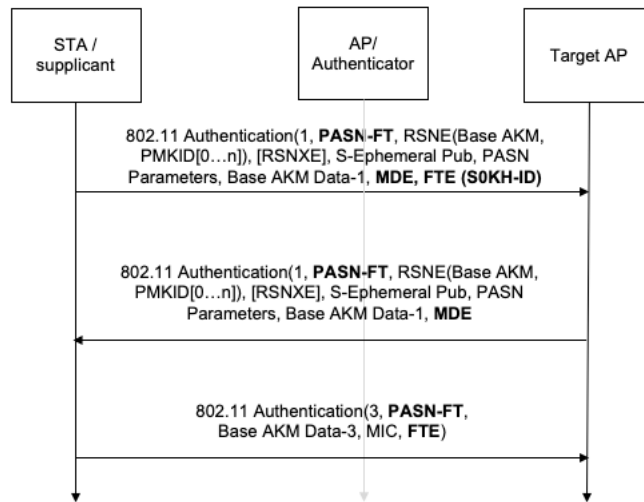 STA /
supplicant
AP/
Authenticator
Target AP
802.11 Authentication(1, PASN-FT, RSNE(Base AKM,
PMKID[0…n]), [RSNXE], S-Ephemeral Pub, PASN
Parameters, Base AKM Data-1, MDE, FTE (S0KH-ID)
802.11 Authentication(1, PASN-FT, RSNE(Base AKM,
PMKID[0…n]), [RSNXE], S-Ephemeral Pub, PASN
Parameters, Base AKM Data-1, MDE
802.11 Authentication(3, PASN-FT,
Base AKM Data-3, MIC, FTE)